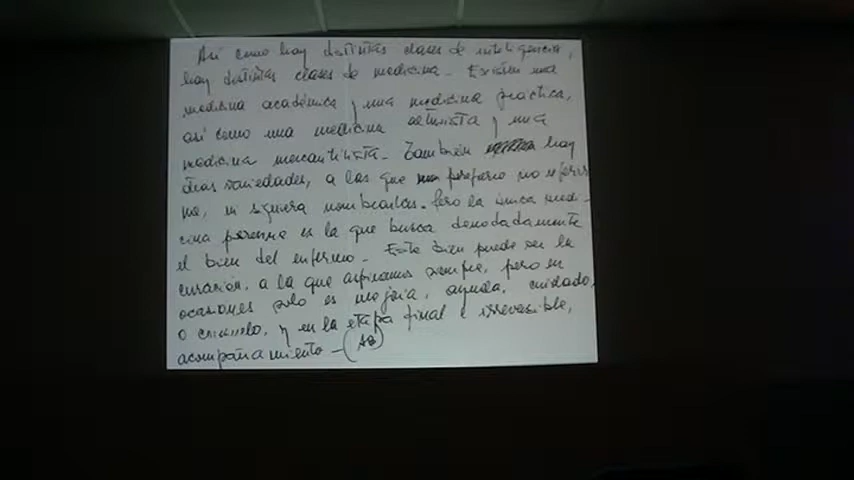 Así como hay distintas clases de inteligencia,
hay distintas clases de medicina. Existen una
medicina académica y una medicina práctica,
así como una medicina altruista y una
medicina mercantilista. También hay
otras variedades, a las que prefiero no referir
me, ni siquiera nombrarlas. Pero la única medi-
cina perenne es la que busca denodadamente
el bien del enfermo. Este bien puede ser la
curación, a la que aspiramos siempre, pero en
ocasiones solo es mejoría, ayuda, cuidado,
o consuelo, y en la etapa final e irreversible,
acompañamiento - (AB)